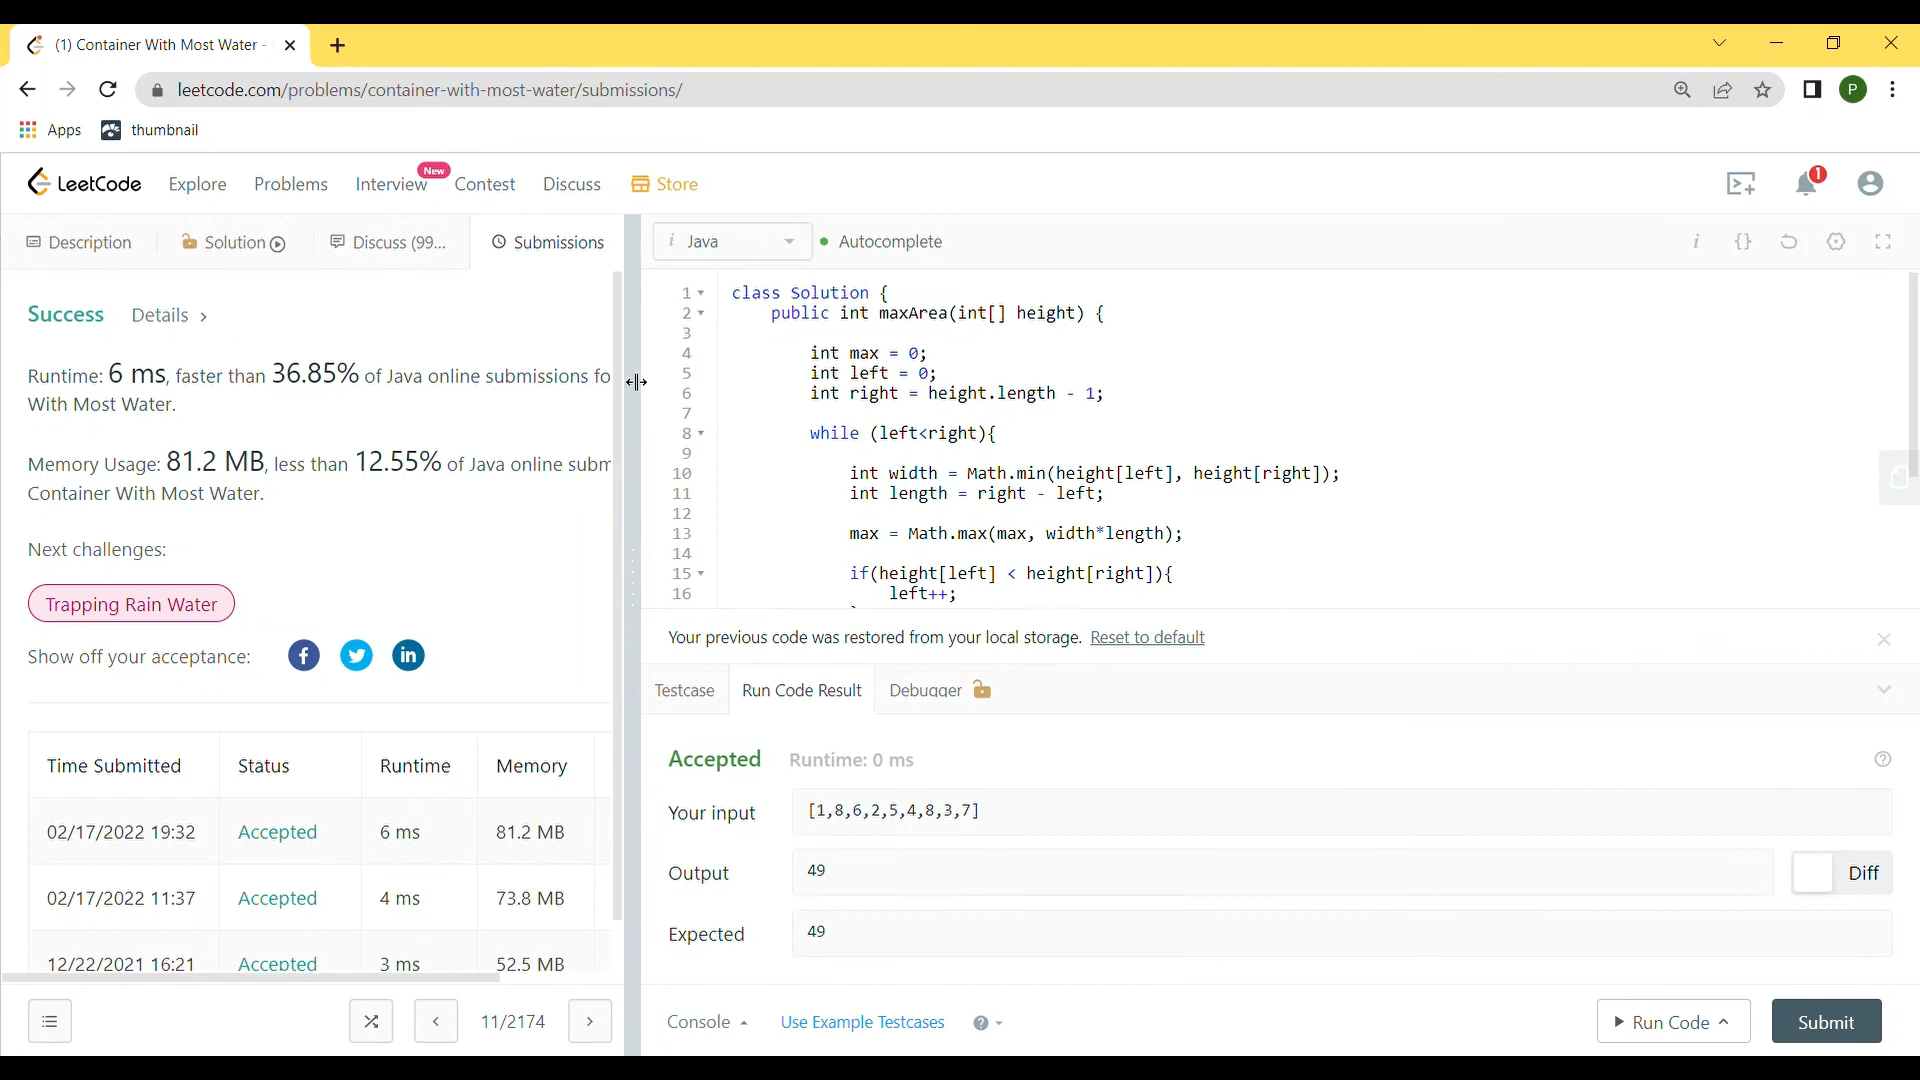 (1) Container With Most Water -
leetcode.com/problems/container-with-most-water/submissions/
P
Apps
thumbnail
LeetCode
Explore
Problems
Interview
New
Contest
Discuss
Store
1
Description
Solution
Discuss (99...
Submissions
i Java
Autocomplete
i {}
Success
Details >
Runtime: 6 ms, faster than 36.85% of Java online submissions fo
With Most Water.
Memory Usage: 81.2 MB, less than 12.55% of Java online subm
Container With Most Water.
Next challenges:
Trapping Rain Water
Show off your acceptance:
Time Submitted Status Runtime Memory
02/17/2022 19:32 Accepted 6 ms 81.2 MB
02/17/2022 11:37 Accepted 4 ms 73.8 MB
12/22/2021 16:21 Accepted 3 ms 52.5 MB
11/2174
1 class Solution {
2 public int maxArea(int[] height) {
3
4 int max = 0;
5 int left = 0;
6 int right = height.length - 1;
7
8 while (left<right){
9
10 int width = Math.min(height[left], height[right]);
11 int length = right - left;
12
13 max = Math.max(max, width*length);
14
15 if(height[left] < height[right]){
16 left++;
Your previous code was restored from your local storage. Reset to default
Testcase
Run Code Result
Debugger
Accepted Runtime: 0 ms
Your input [1,8,6,2,5,4,8,3,7]
Output 49
Diff
Expected 49
Console
Use Example Testcases
Run Code
Submit